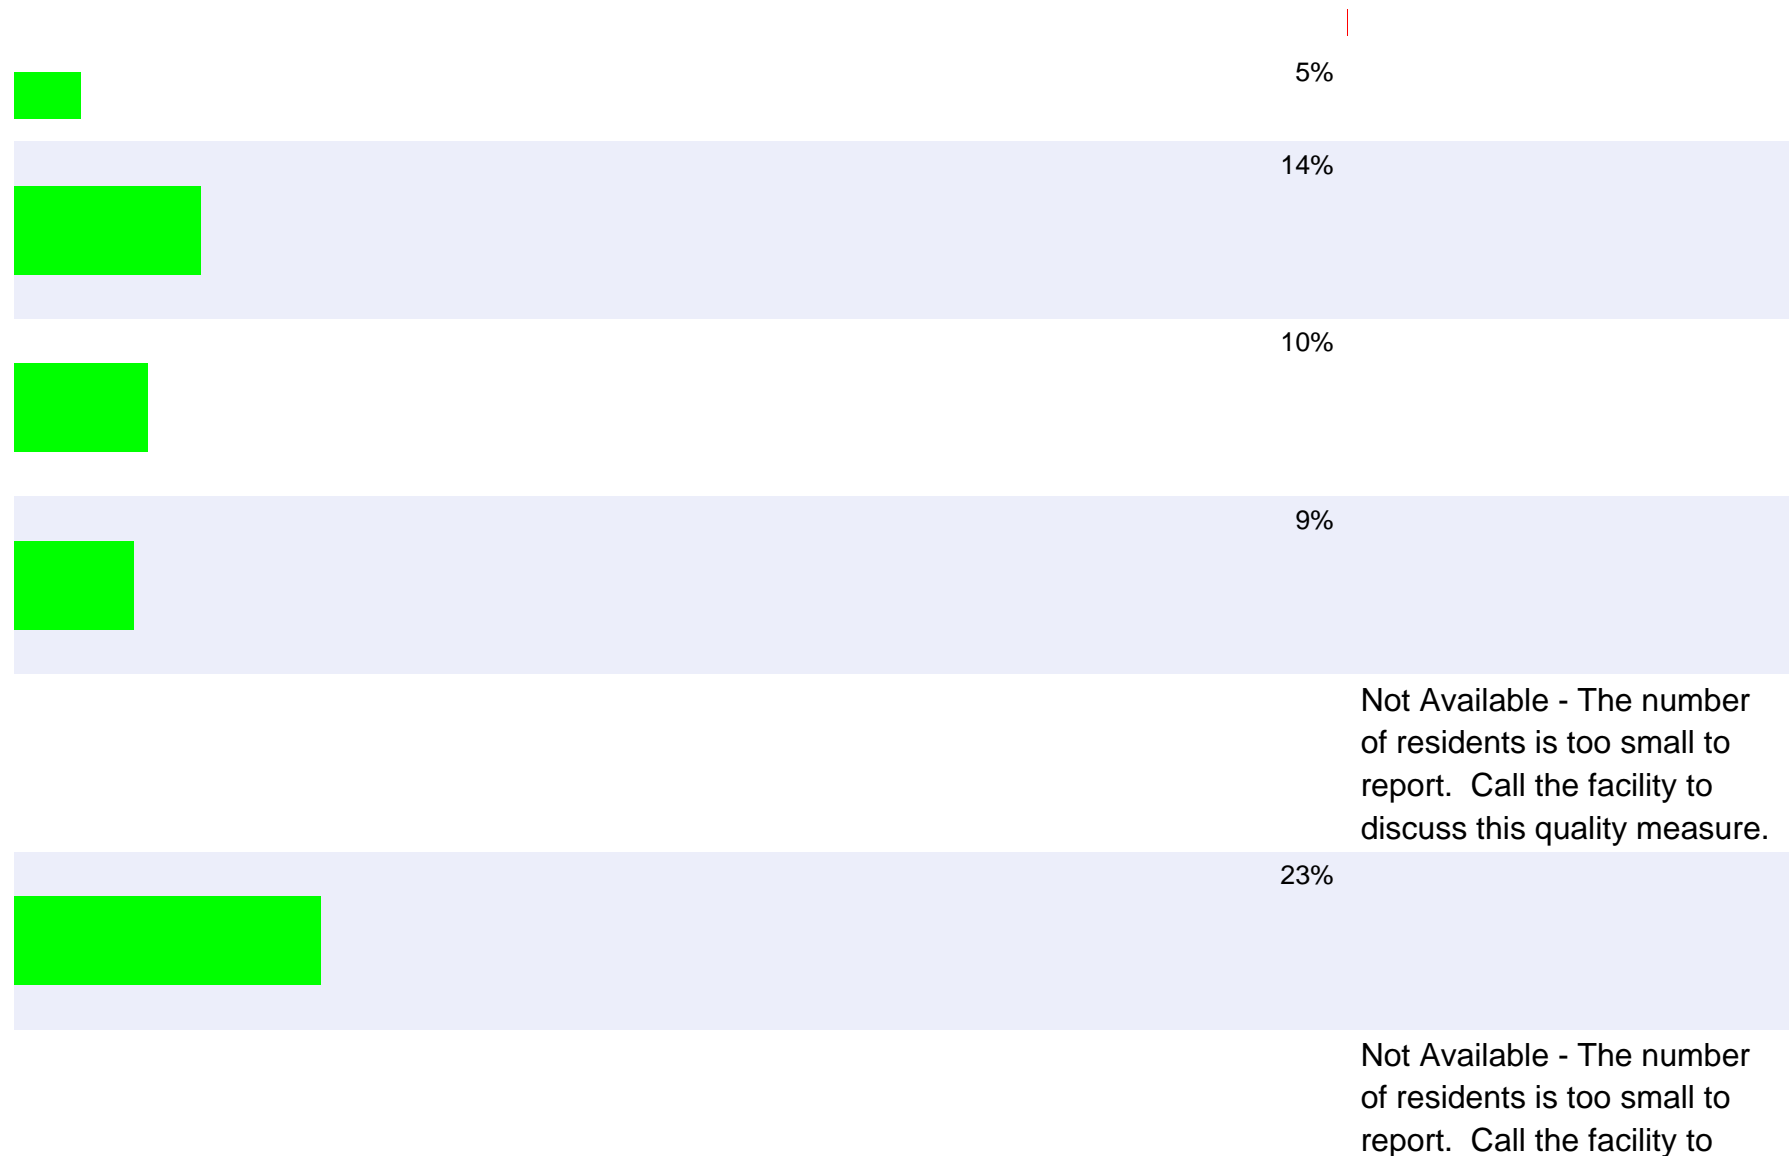 5%
14%
10%
9%
Not Available - The number
of residents is too small to
report.  Call the facility to
discuss this quality measure.
23%
Not Available - The number
of residents is too small to
report.  Call the facility to